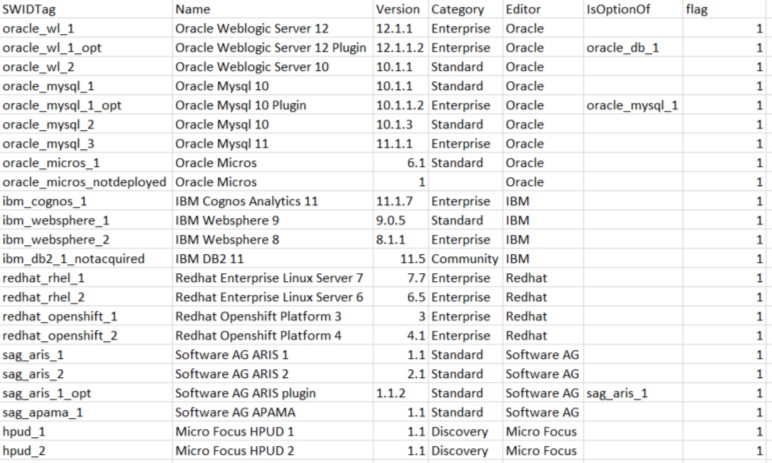 SWIDTag Name Version Category Editor IsOptionOf flag
oracle_wl_1 Oracle Weblogic Server 12 12.1.1 Enterprise Oracle 1
oracle_wl_1_opt Oracle Weblogic Server 12 Plugin 12.1.1.2 Enterprise Oracle oracle_db_1 1
oracle_wl_2 Oracle Weblogic Server 10 10.1.1 Standard Oracle 1
oracle_mysql_1 Oracle Mysql 10 10.1.1 Standard Oracle 1
oracle_mysql_1_opt Oracle Mysql 10 Plugin 10.1.1.2 Enterprise Oracle oracle_mysql_1 1
oracle_mysql_2 Oracle Mysql 10 10.1.3 Standard Oracle 1
oracle_mysql_3 Oracle Mysql 11 11.1.1 Enterprise Oracle 1
oracle_micros_1 Oracle Micros 6.1 Standard Oracle 1
oracle_micros_notdeployed Oracle Micros 1 Oracle 1
ibm_cognos_1 IBM Cognos Analytics 11 11.1.7 Enterprise IBM 1
ibm_websphere_1 IBM Websphere 9 9.0.5 Standard IBM 1
ibm_websphere_2 IBM Websphere 8 8.1.1 Enterprise IBM 1
ibm_db2_1_notacquired IBM DB2 11 11.5 Community IBM 1
redhat_rhel_1 Redhat Enterprise Linux Server 7 7.7 Enterprise Redhat 1
redhat_rhel_2 Redhat Enterprise Linux Server 6 6.5 Enterprise Redhat 1
redhat_openshift_1 Redhat Openshift Platform 3 3 Enterprise Redhat 1
redhat_openshift_2 Redhat Openshift Platform 4 4.1 Enterprise Redhat 1
sag_aris_1 Software AG ARIS 1 1.1 Standard Software AG 1
sag_aris_2 Software AG ARIS 2 2.1 Standard Software AG 1
sag_aris_1_opt Software AG ARIS plugin 1.1.2 Standard Software AG sag_aris_1 1
sag_apama_1 Software AG APAMA 1.1 Standard Software AG 1
hpud_1 Micro Focus HPUD 1 1.1 Discovery Micro Focus 1
hpud_2 Micro Focus HPUD 2 1.1 Discovery Micro Focus 1